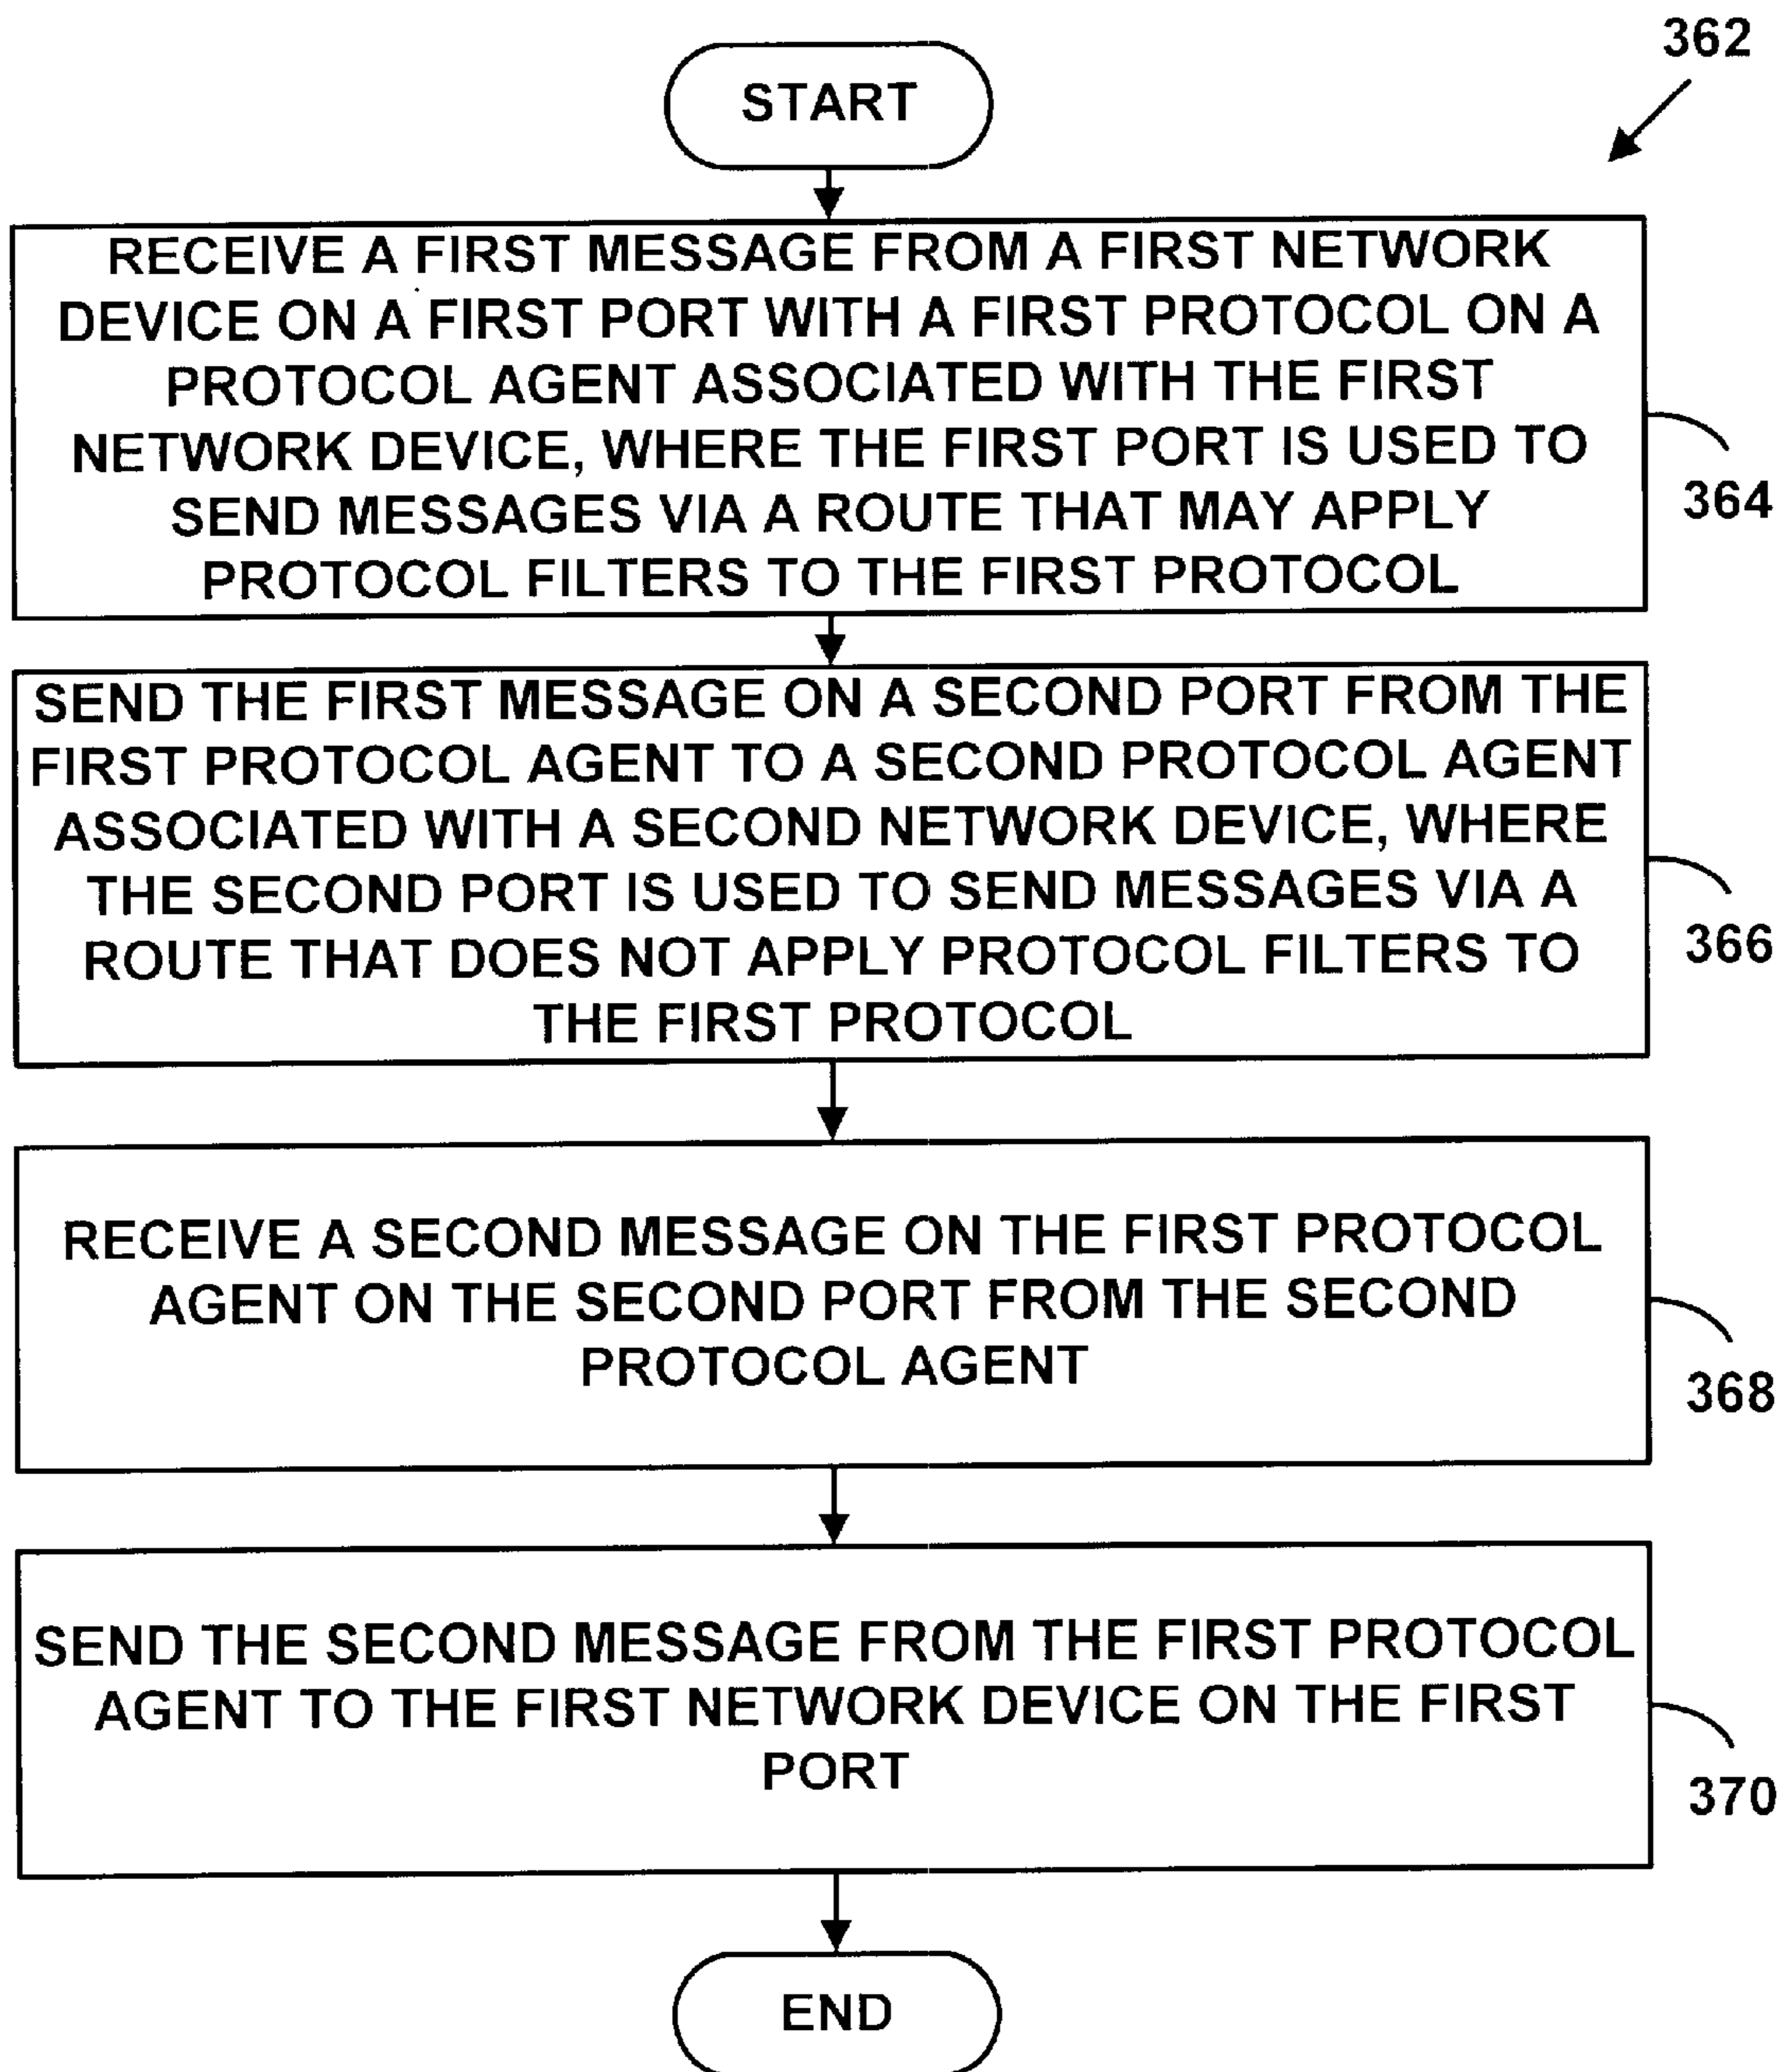 362
START
RECEIVE A FIRST MESSAGE FROM A FIRST NETWORK
DEVICE ON A FIRST PORT WITH A FIRST PROTOCOL ON A
PROTOCOL AGENT ASSOCIATED WITH THE FIRST
NETWORK DEVICE, WHERE THE FIRST PORT IS USED TO
SEND MESSAGES VIA A ROUTE THAT MAY APPLY
PROTOCOL FILTERS TO THE FIRST PROTOCOL
364
SEND THE FIRST MESSAGE ON A SECOND PORT FROM THE
FIRST PROTOCOL AGENT TO A SECOND PROTOCOL AGENT
ASSOCIATED WITH A SECOND NETWORK DEVICE, WHERE
THE SECOND PORT IS USED TO SEND MESSAGES VIA A
ROUTE THAT DOES NOT APPLY PROTOCOL FILTERS TO
THE FIRST PROTOCOL
366
RECEIVE A SECOND MESSAGE ON THE FIRST PROTOCOL
AGENT ON THE SECOND PORT FROM THE SECOND
PROTOCOL AGENT
368
SEND THE SECOND MESSAGE FROM THE FIRST PROTOCOL
AGENT TO THE FIRST NETWORK DEVICE ON THE FIRST
PORT
370
END